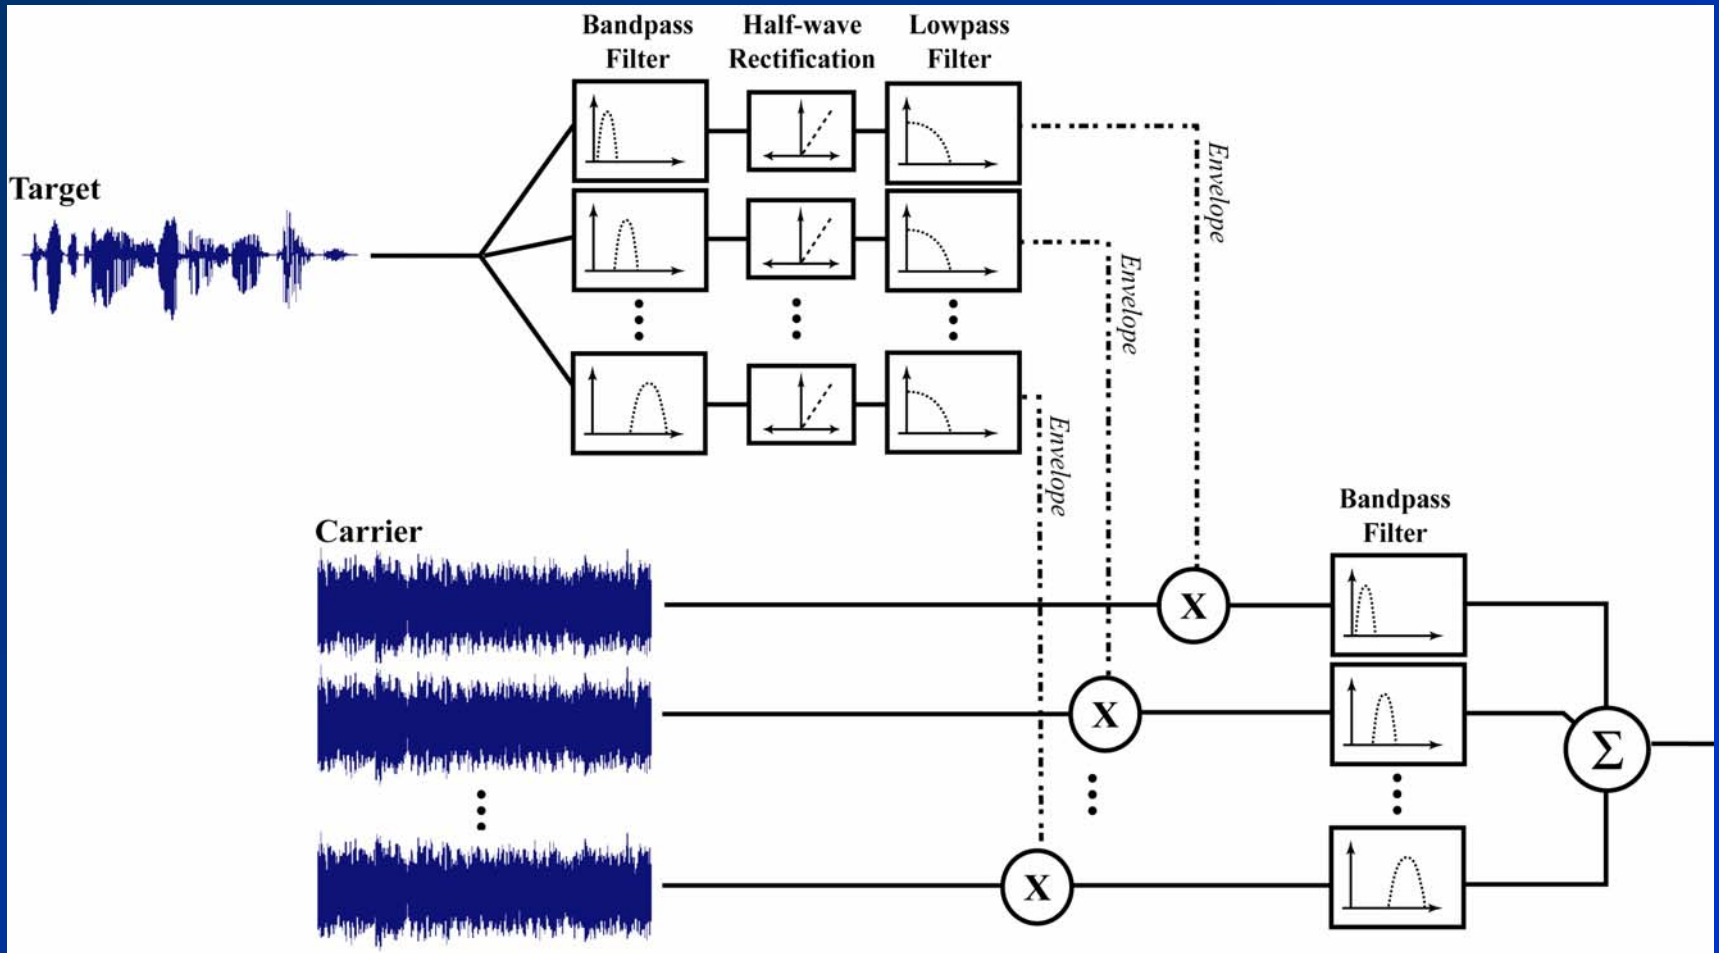 Bandpass
Filter
Half-wave
Rectification
Lowpass
Filter
Target
Envelope
Envelope
Envelope
Carrier
Bandpass
Filter
X
X
Σ
X